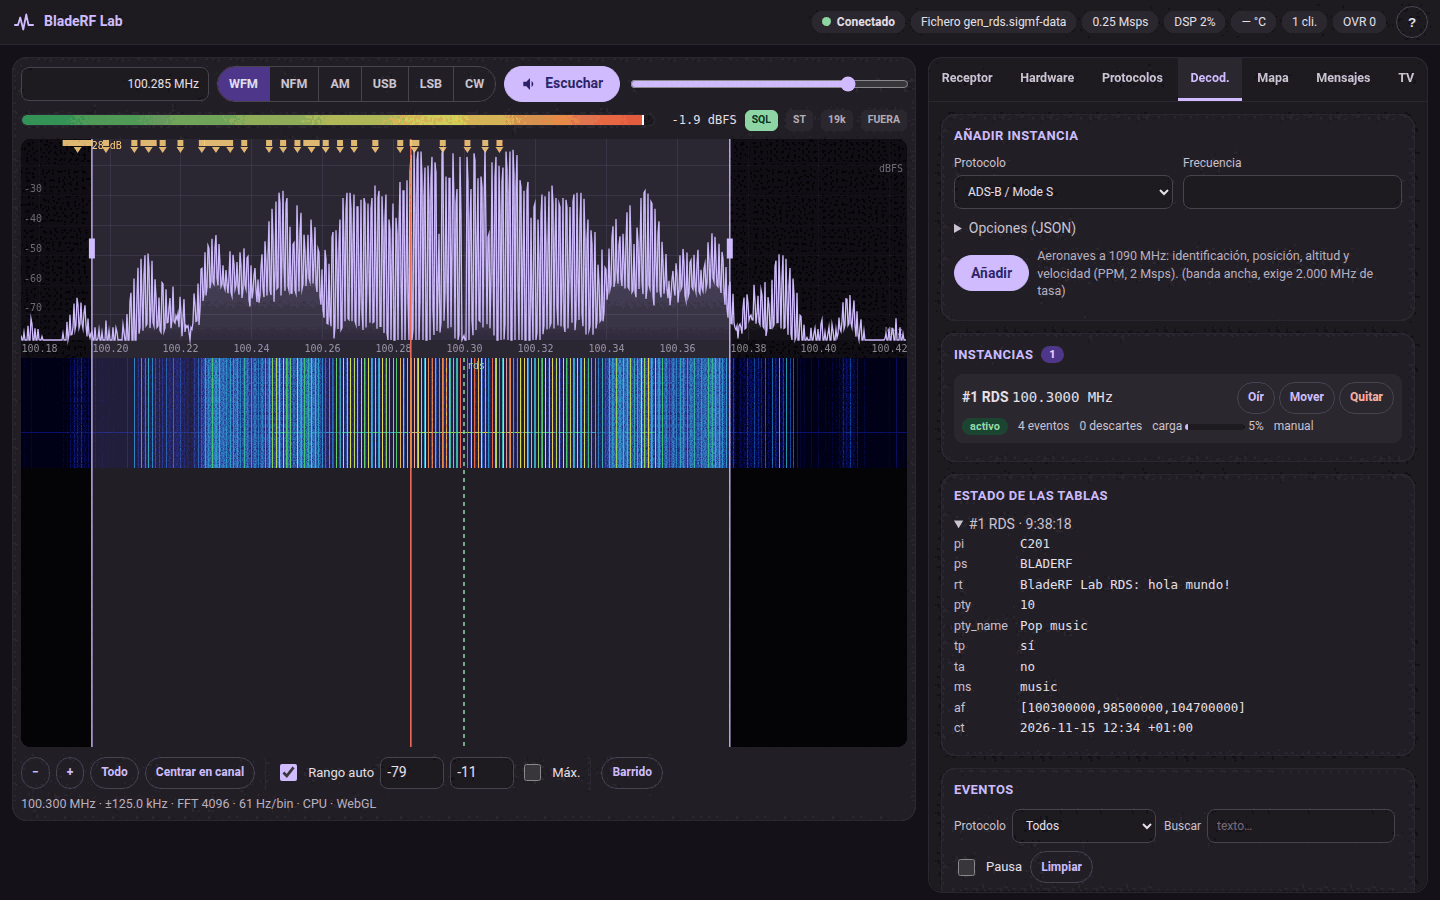 BladeRF Lab
Conectado
Fichero gen_rds.sigmf-data
0.25 Msps
DSP 2%
— °C
1 cli.
OVR 0
?
100.285 MHz
WFM
NFM
AM
USB
LSB
CW
Escuchar
-1.9 dBFS
SQL
ST
19k
FUERA
dBFS
-30
-40
-50
-60
-70
100.18
100.20
100.22
100.24
100.26
100.28
100.30
100.32
100.34
100.36
100.38
100.40
100.42
rds
−
+
Todo
Centrar en canal
Rango auto
-79
-11
Máx.
Barrido
100.300 MHz · ±125.0 kHz · FFT 4096 · 61 Hz/bin · CPU · WebGL
Receptor
Hardware
Protocolos
Decod.
Mapa
Mensajes
TV
AÑADIR INSTANCIA
Protocolo
Frecuencia
ADS-B / Mode S
Opciones (JSON)
Añadir
Aeronaves a 1090 MHz: identificación, posición, altitud y
velocidad (PPM, 2 Msps). (banda ancha, exige 2.000 MHz de
tasa)
INSTANCIAS 1
#1 RDS 100.3000 MHz
Oír
Mover
Quitar
activo
4 eventos
0 descartes
carga
5%
manual
ESTADO DE LAS TABLAS
#1 RDS · 9:38:18
pi C201
ps BLADERF
rt BladeRF Lab RDS: hola mundo!
pty 10
pty_name Pop music
tp sí
ta no
ms music
af [100300000,98500000,104700000]
ct 2026-11-15 12:34 +01:00
EVENTOS
Protocolo
Todos
Buscar
texto…
Pausa
Limpiar